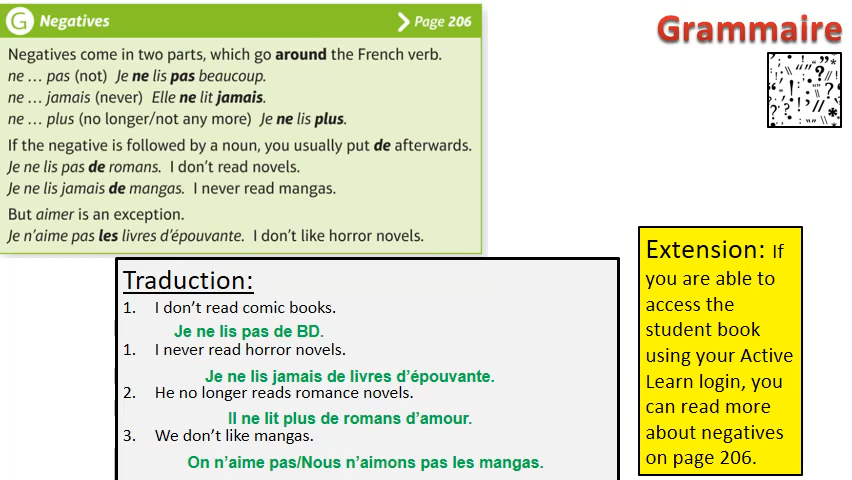 G Negatives
Page 206
Negatives come in two parts, which go around the French verb.
ne … pas (not) Je ne lis pas beaucoup.
ne … jamais (never) Elle ne lit jamais.
ne … plus (no longer/not any more) Je ne lis plus.
If the negative is followed by a noun, you usually put de afterwards.
Je ne lis pas de romans. I don't read novels.
Je ne lis jamais de mangas. I never read mangas.
But aimer is an exception.
Je n'aime pas les livres d'épouvante. I don't like horror novels.
Grammaire
Traduction:
1. I don't read comic books.
Je ne lis pas de BD.
1. I never read horror novels.
Je ne lis jamais de livres d'épouvante.
2. He no longer reads romance novels.
Il ne lit plus de romans d'amour.
3. We don't like mangas.
On n'aime pas/Nous n'aimons pas les mangas.
Extension: If
you are able to
access the
student book
using your Active
Learn login, you
can read more
about negatives
on page 206.